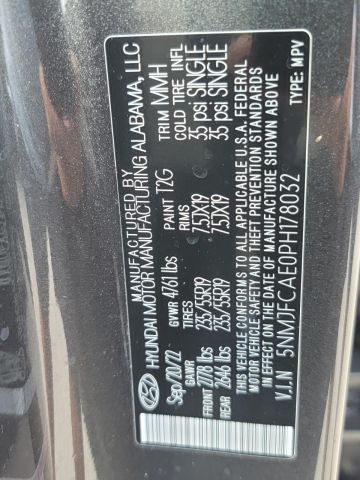 MANUFACTURED BY
HYUNDAI MOTOR MANUFACTURING ALABAMA, LLC
Sep/20/22 GVWR 4761 lbs PAINT T2G TRIM MMH
GAWR TIRES RIMS COLD TIRE INFL
FRONT 2778 lbs 235/55R19 7.5JX19 35 psi SINGLE
REAR 2646 lbs 235/55R19 7.5JX19 35 psi SINGLE
THIS VEHICLE CONFORMS TO ALL APPLICABLE U.S.A. FEDERAL
MOTOR VEHICLE SAFETY AND THEFT PREVENTION STANDARDS
IN EFFECT ON THE DATE OF MANUFACTURE SHOWN ABOVE
V.I.N 5NMJFCAE0PH178032 TYPE: MPV